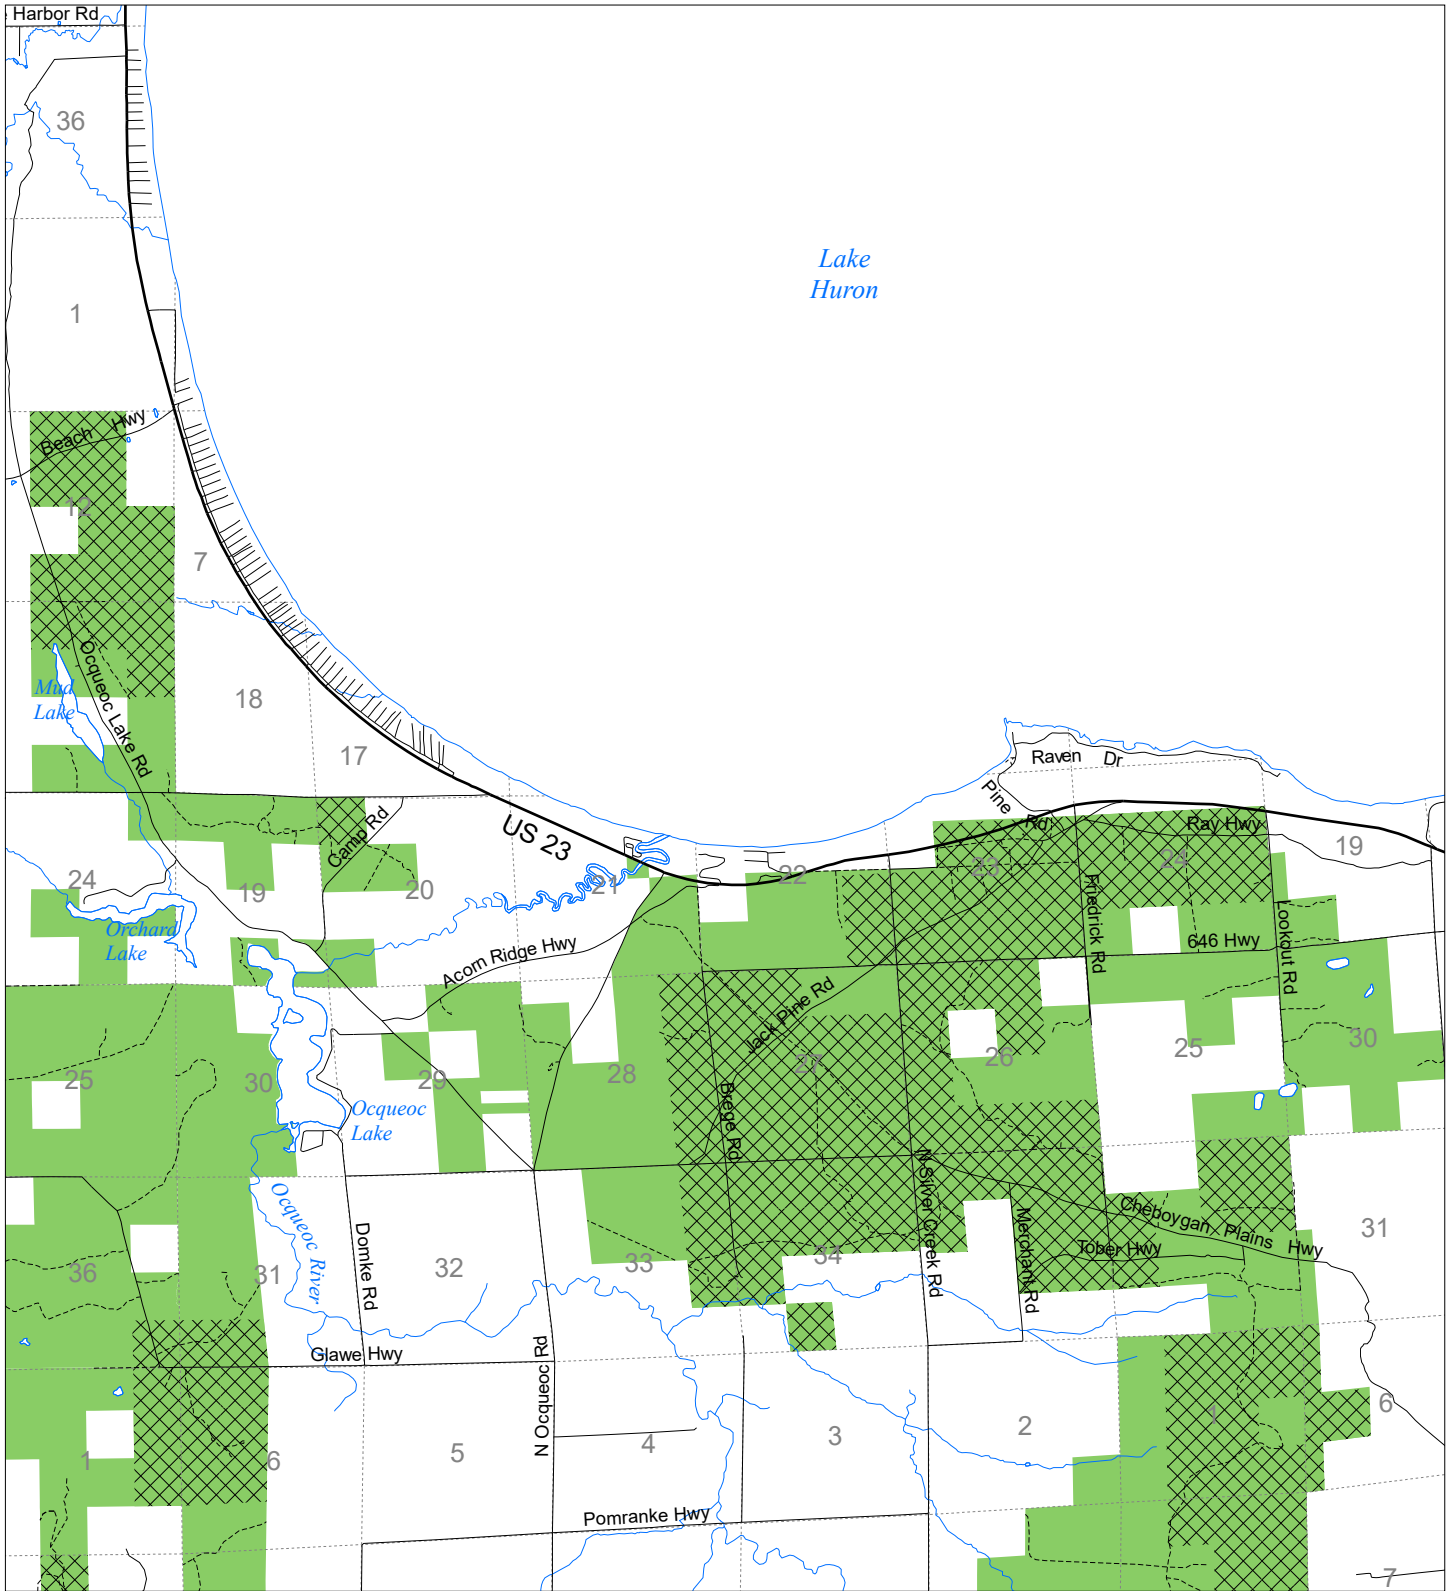 Harbor Rd
36
Lake
Huron
1
Beach Hwy
12
7
Ocqueoc Lake Rd
Mud
Lake
18
17
Raven Dr
Pine Rd
US 23
Camp Rd
Ray Hwy
19
24
19
20
21
22
23
24
Orchard
Lake
Acorn Ridge Hwy
Friedrick Rd
Lookout Rd
646 Hwy
Jack Pine Rd
25
30
29
28
27
26
25
30
Ocqueoc
Lake
Brege Rd
N Silver Creek Rd
Ocqueoc River
Domke Rd
Merchant Rd
Cheboygan Plains Hwy
Tober Hwy
36
31
32
33
34
31
Glawe Hwy
N Ocqueoc Rd
1
6
5
4
3
2
1
6
Pomranke Hwy
7